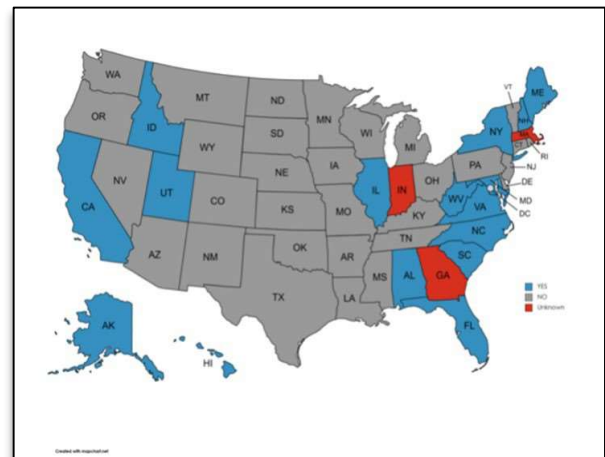 WA
MT
ND
MN
VT
ME
OR
ID
SD
WI
MI
NY
NH
MA
WY
CT
RI
NV
UT
NE
IA
PA
NJ
CA
CO
KS
MO
IL
IN
OH
WV
VA
DE
MD
DC
KY
AZ
NM
OK
AR
TN
NC
SC
TX
LA
MS
AL
GA
FL
AK
HI
YES
NO
Unknown
Created with mapchart.net